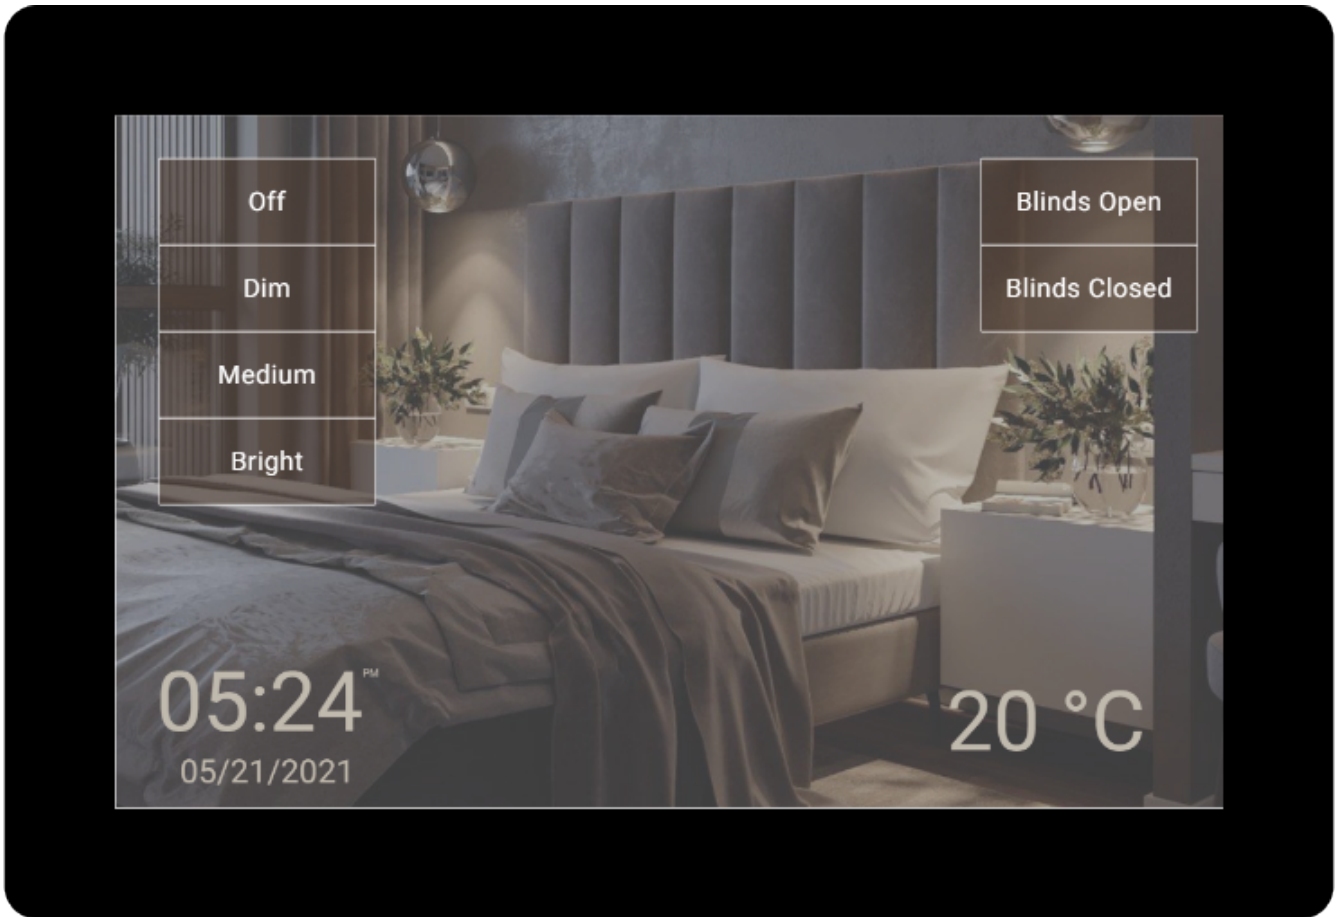 Off
Dim
Medium
Bright
Blinds Open
Blinds Closed
05:24 PM
05/21/2021
20 °C